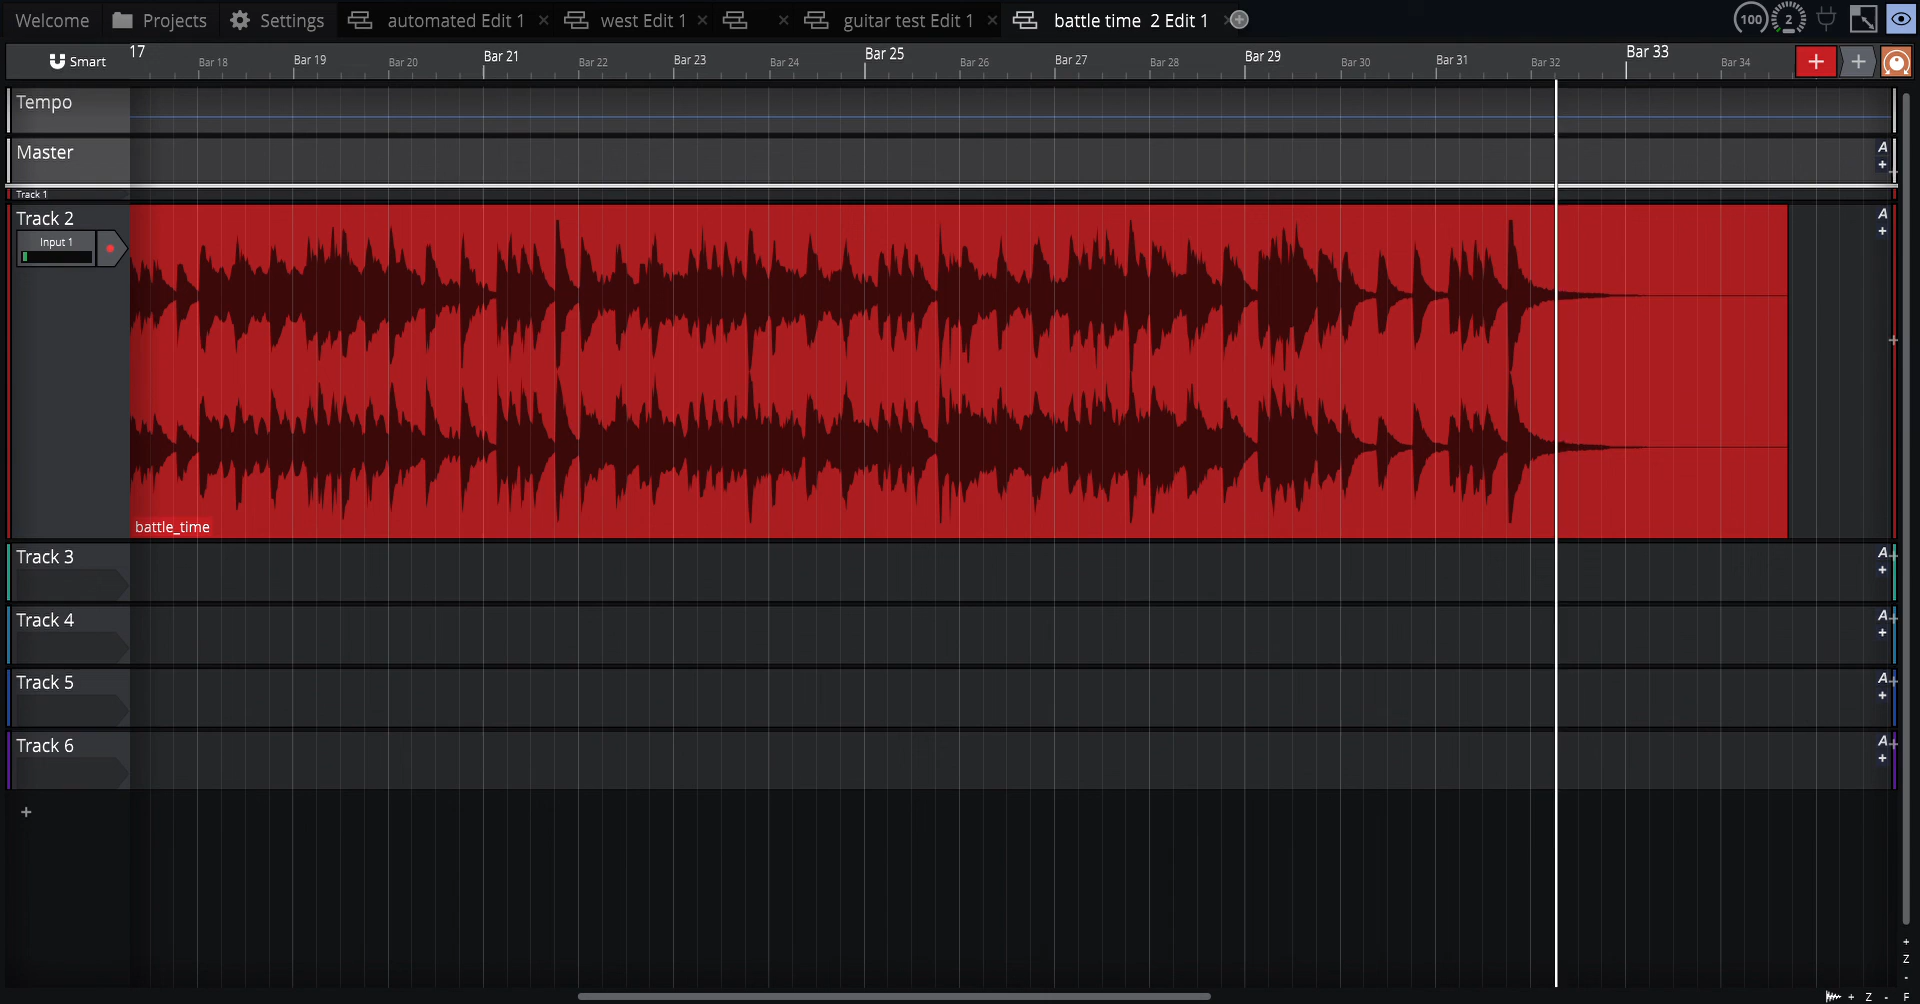 Welcome Projects Settings automated Edit 1 × west Edit 1 × × guitar test Edit 1 × battle time 2 Edit 1 × + 100 2
Smart 17 Bar 18 Bar 19 Bar 20 Bar 21 Bar 22 Bar 23 Bar 24 Bar 25 Bar 26 Bar 27 Bar 28 Bar 29 Bar 30 Bar 31 Bar 32 Bar 33 Bar 34 + +
Tempo
Master A
+
Track 1
Track 2 A
+
Input 1
battle_time
Track 3 A
+
Track 4 A
+
Track 5 A
+
Track 6 A
+
+
+
Z
-
+ Z - F